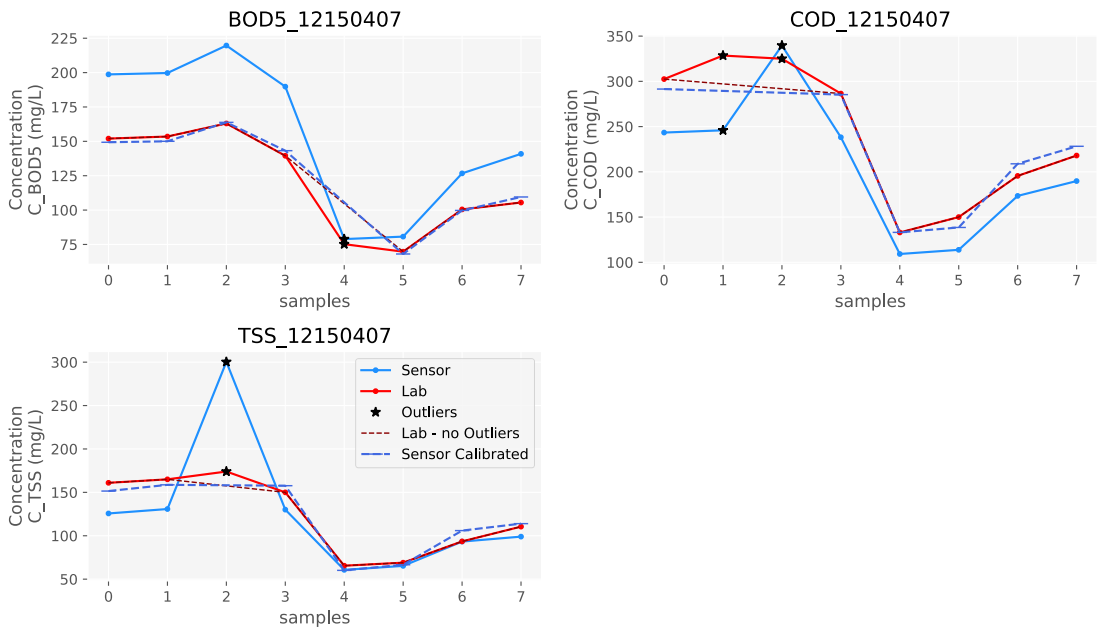 BOD5_12150407
225
200
175
150
125
100
75
Concentration
C_BOD5 (mg/L)
0 1 2 3 4 5 6 7
samples
COD_12150407
350
300
250
200
150
100
Concentration
C_COD (mg/L)
0 1 2 3 4 5 6 7
samples
TSS_12150407
300
250
200
150
100
50
Concentration
C_TSS (mg/L)
0 1 2 3 4 5 6 7
samples
Sensor
Lab
Outliers
Lab - no Outliers
Sensor Calibrated